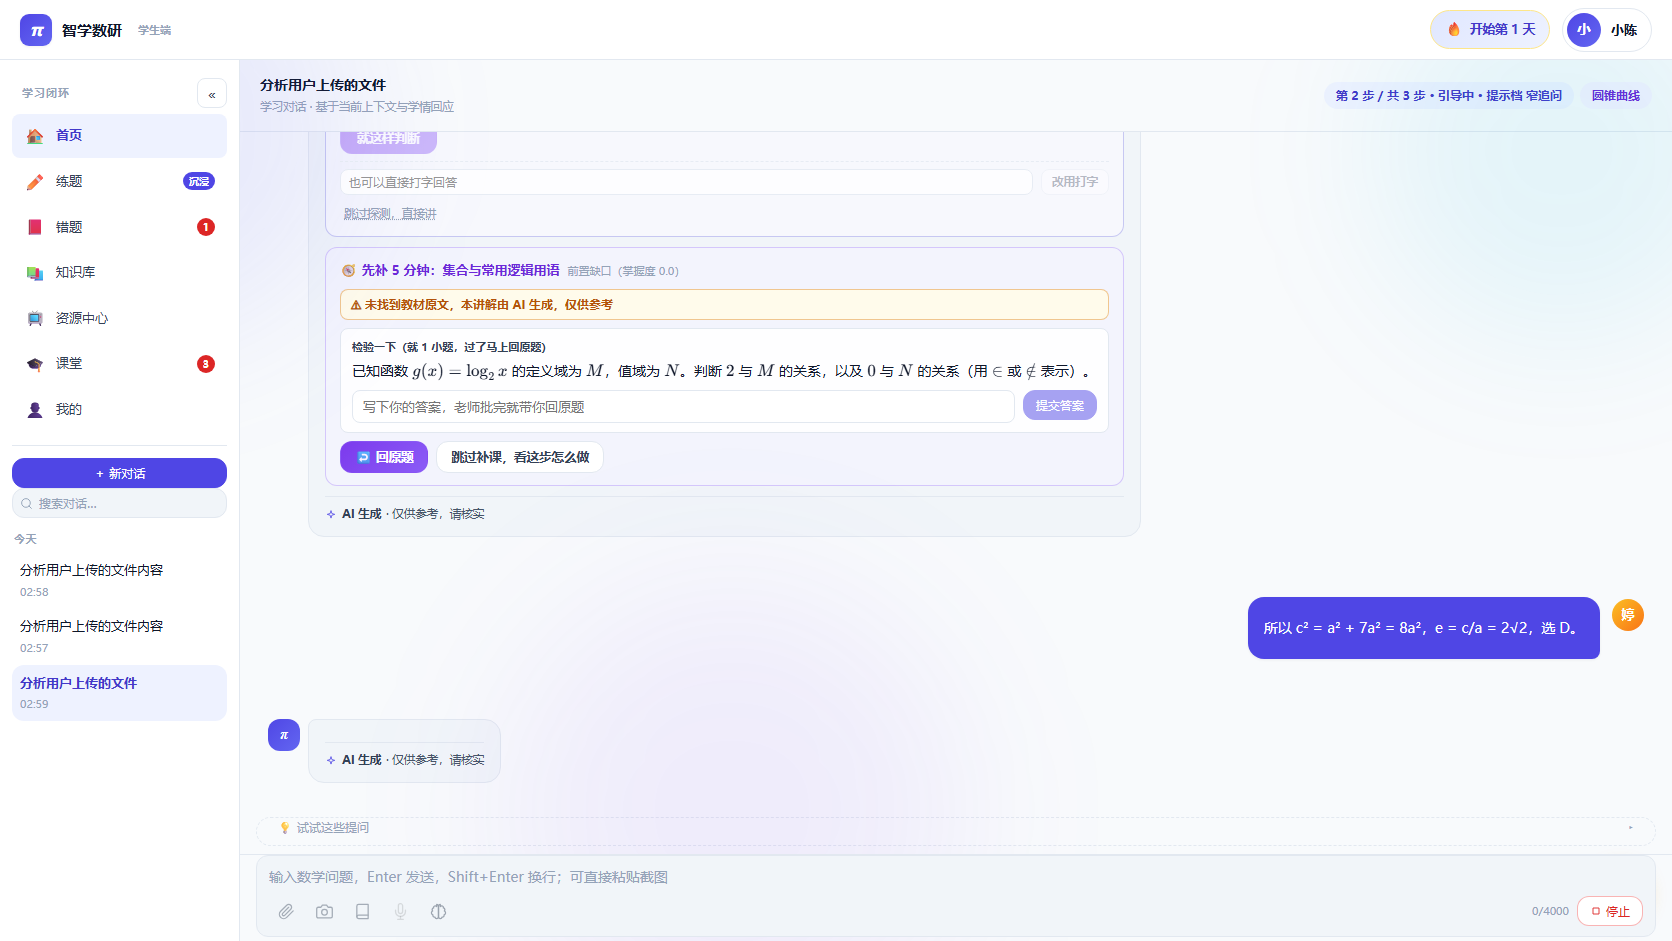 π 智学数研 学生端
开始第 1 天
小 小陈
学习闭环 «
首页
练题 沉浸
错题 1
知识库
资源中心
课堂 3
我的
+ 新对话
搜索对话...
今天
分析用户上传的文件内容
02:58
分析用户上传的文件内容
02:57
分析用户上传的文件
02:59
分析用户上传的文件
学习对话 · 基于当前上下文与学情回应
第 2 步 / 共 3 步 • 引导中 • 提示档 窄追问
圆锥曲线
就这样判断
也可以直接打字回答
改用打字
跳过探测，直接讲
先补 5 分钟：集合与常用逻辑用语 前置缺口（掌握度 0.0）
⚠ 未找到教材原文，本讲解由 AI 生成，仅供参考
检验一下（就 1 小题，过了马上回原题）
已知函数 g(x) = log₂ x 的定义域为 M，值域为 N。判断 2 与 M 的关系，以及 0 与 N 的关系（用 ∈ 或 ∉ 表示）。
写下你的答案，老师批完就带你回原题
提交答案
回原题
跳过补课，看这步怎么做
AI 生成 · 仅供参考，请核实
所以 c² = a² + 7a² = 8a²，e = c/a = 2√2，选 D。
婷
π
AI 生成 · 仅供参考，请核实
试试这些提问
输入数学问题，Enter 发送，Shift+Enter 换行；可直接粘贴截图
0/4000
停止